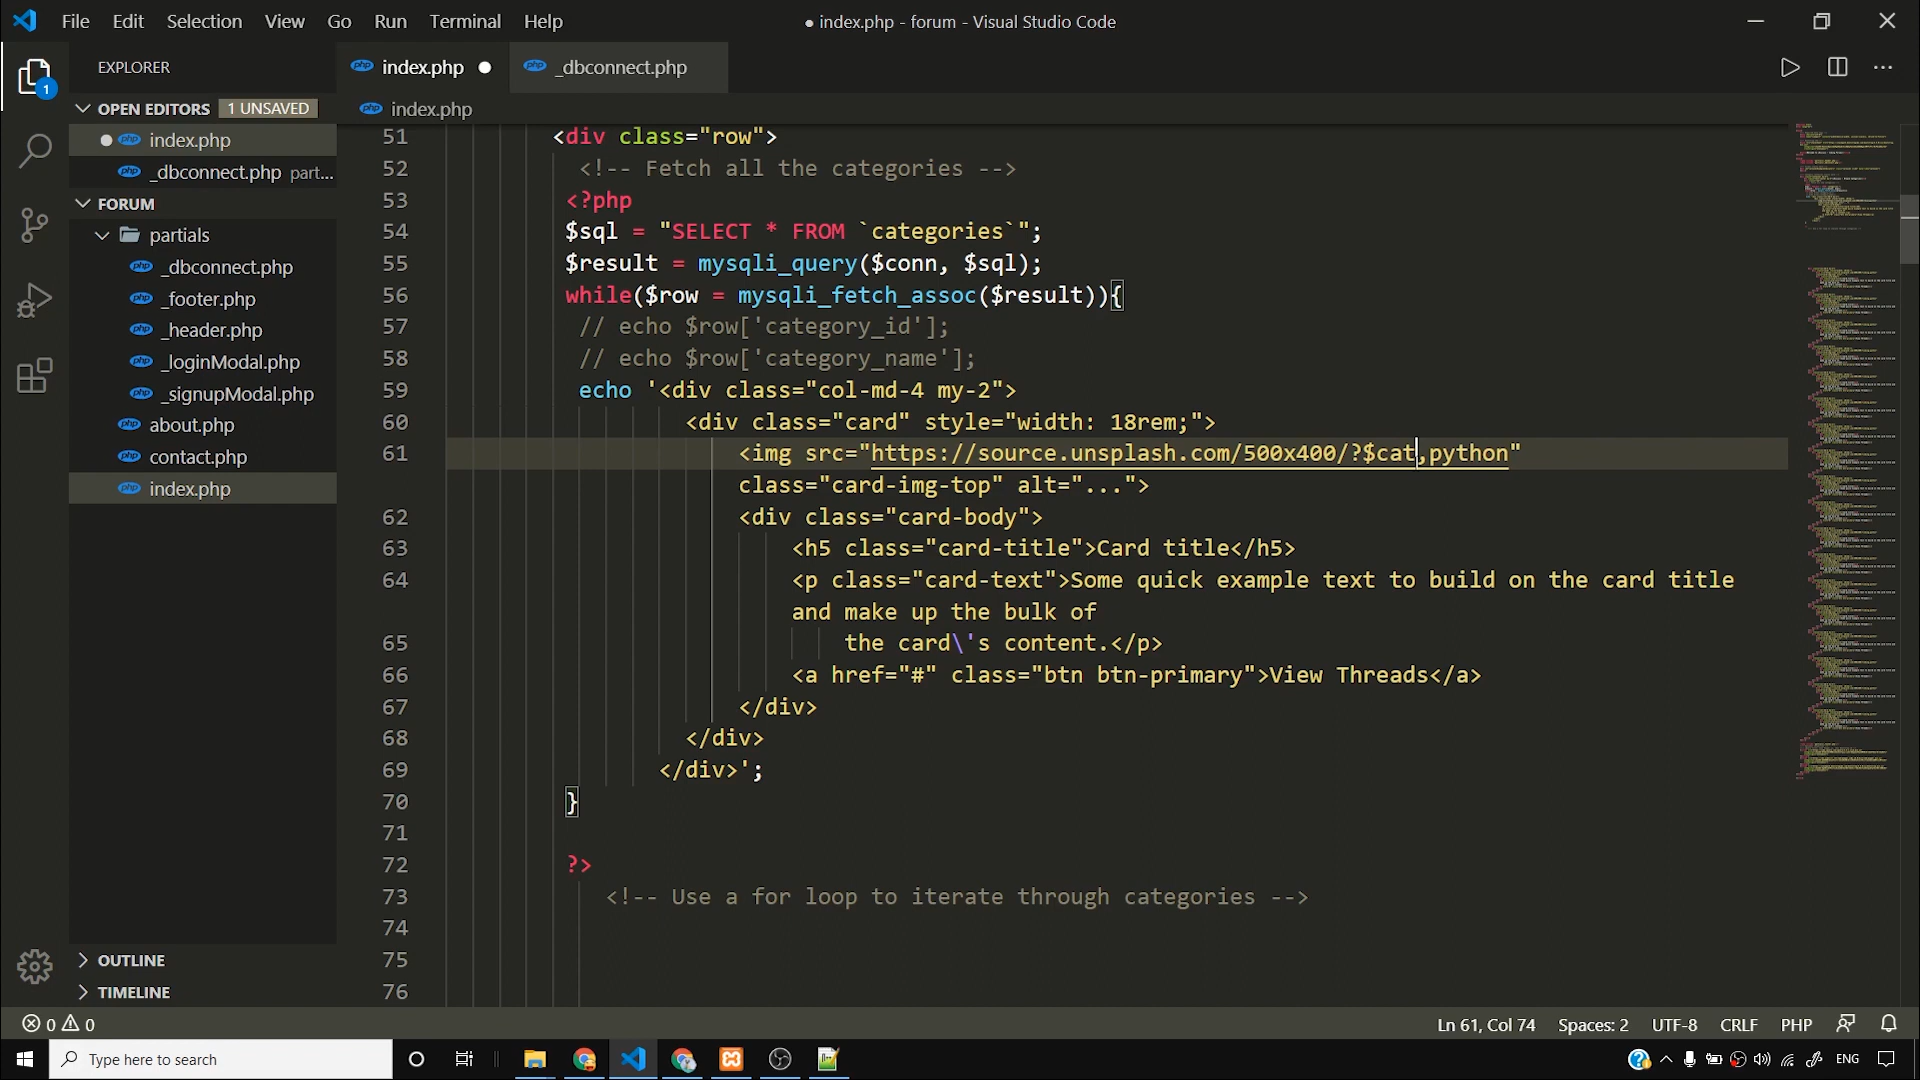 File Edit Selection View Go Run Terminal Help
● index.php - forum - Visual Studio Code
EXPLORER
index.php
_dbconnect.php
OPEN EDITORS 1 UNSAVED
index.php
index.php
_dbconnect.php part...
FORUM
partials
_dbconnect.php
_footer.php
_header.php
_loginModal.php
_signupModal.php
about.php
contact.php
index.php
OUTLINE
TIMELINE
1
51 <div class="row">
52 <!-- Fetch all the categories -->
53 <?php
54 $sql = "SELECT * FROM `categories`";
55 $result = mysqli_query($conn, $sql);
56 while($row = mysqli_fetch_assoc($result)){
57 // echo $row['category_id'];
58 // echo $row['category_name'];
59 echo '<div class="col-md-4 my-2">
60 <div class="card" style="width: 18rem;">
61 <img src="https://source.unsplash.com/500x400/?$cat,python"
class="card-img-top" alt="...">
62 <div class="card-body">
63 <h5 class="card-title">Card title</h5>
64 <p class="card-text">Some quick example text to build on the card title
and make up the bulk of
65 the card\'s content.</p>
66 <a href="#" class="btn btn-primary">View Threads</a>
67 </div>
68 </div>
69 </div>';
70 }
71
72 ?>
73 <!-- Use a for loop to iterate through categories -->
74
75
76
0 0
Ln 61, Col 74 Spaces: 2 UTF-8 CRLF PHP
Type here to search
ENG